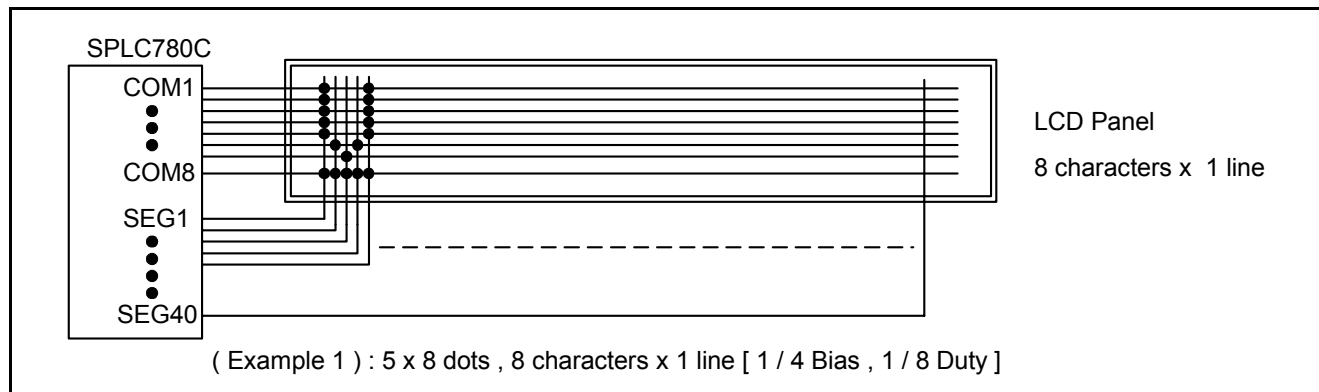 SPLC780C
COM1
COM8
SEG1
SEG40
LCD Panel
8 characters x 1 line
( Example 1 ) : 5 x 8 dots , 8 characters x 1 line [ 1 / 4 Bias , 1 / 8 Duty ]